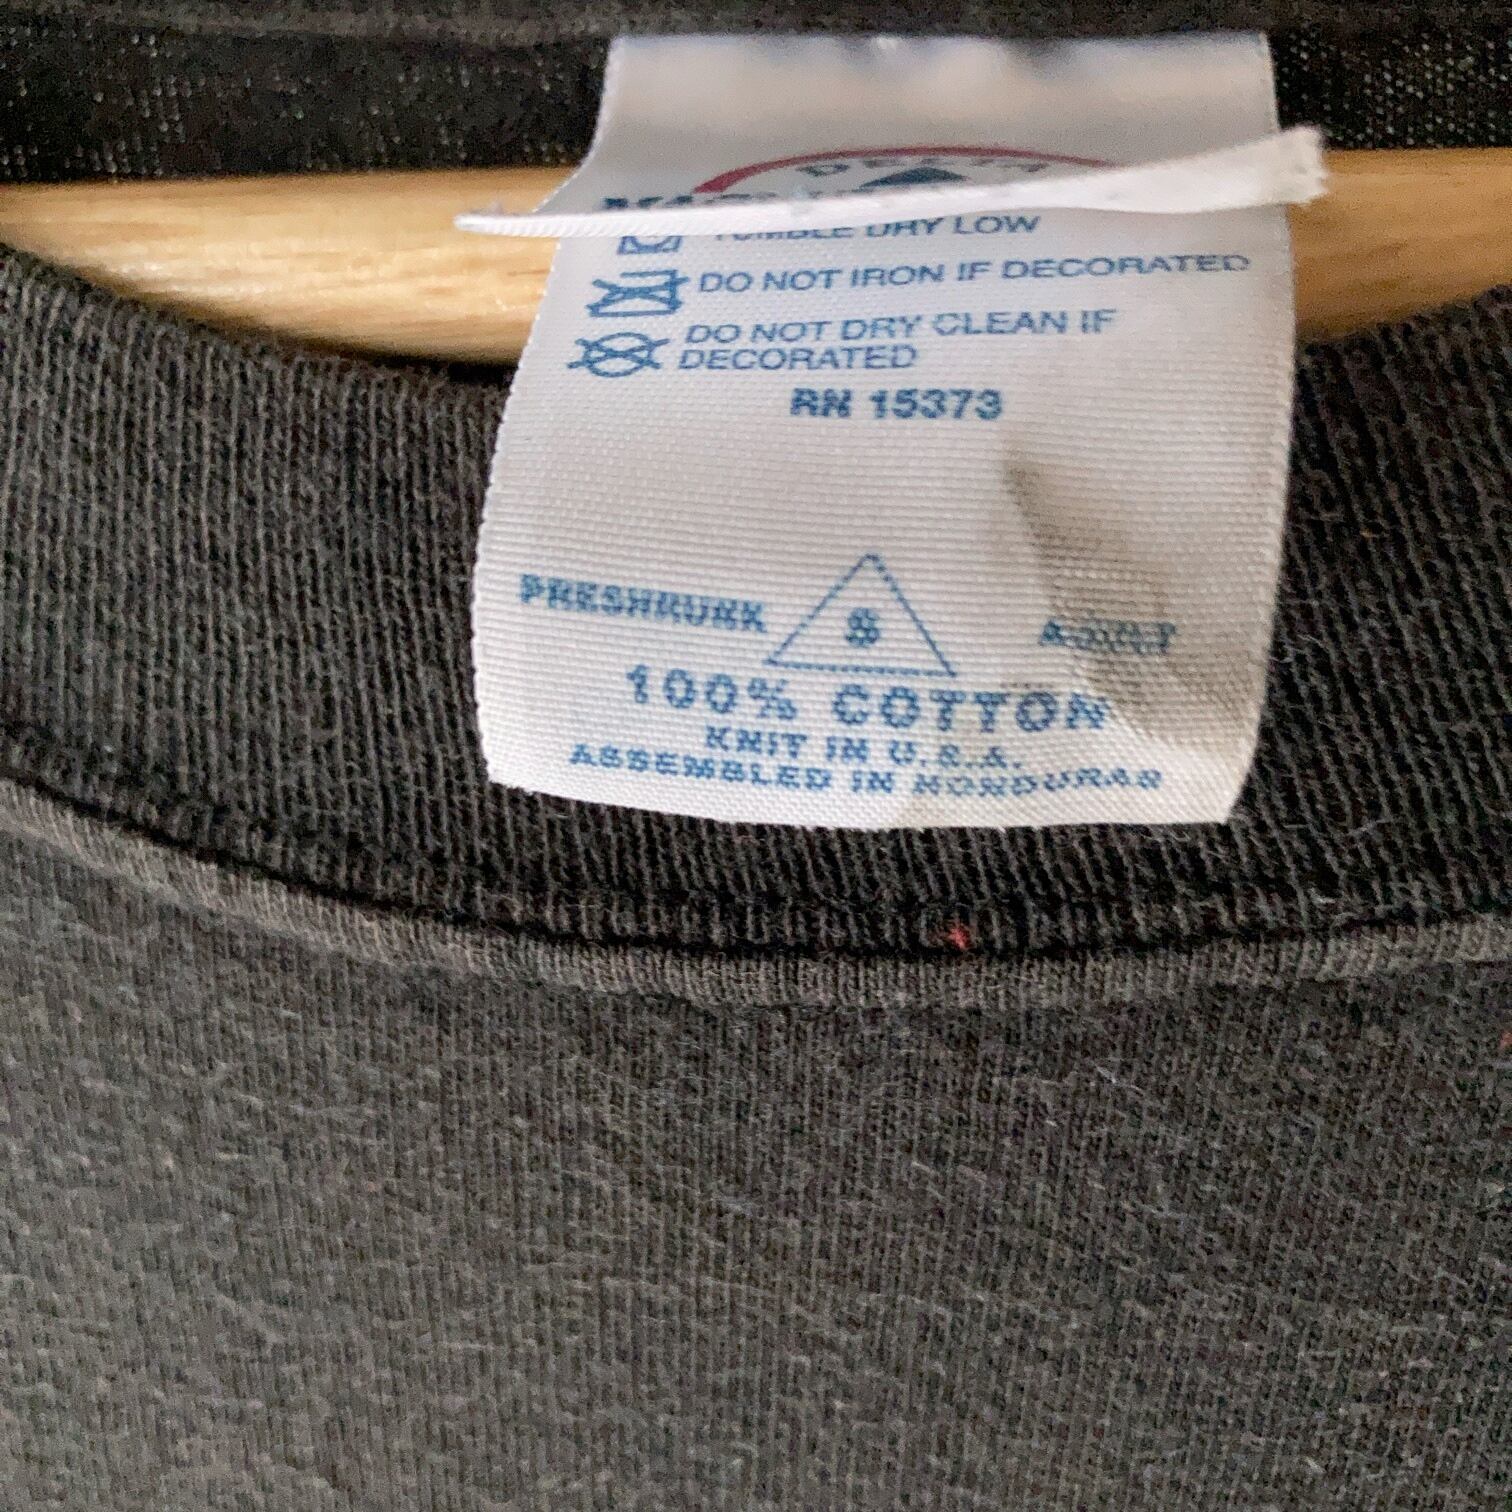 DELTA
TUMBLE DRY LOW
DO NOT IRON IF DECORATED
DO NOT DRY CLEAN IF
DECORATED
RN 15373
PRESHRUNK S ADULT
100% COTTON
KNIT IN U.S.A.
ASSEMBLED IN HONDURAS